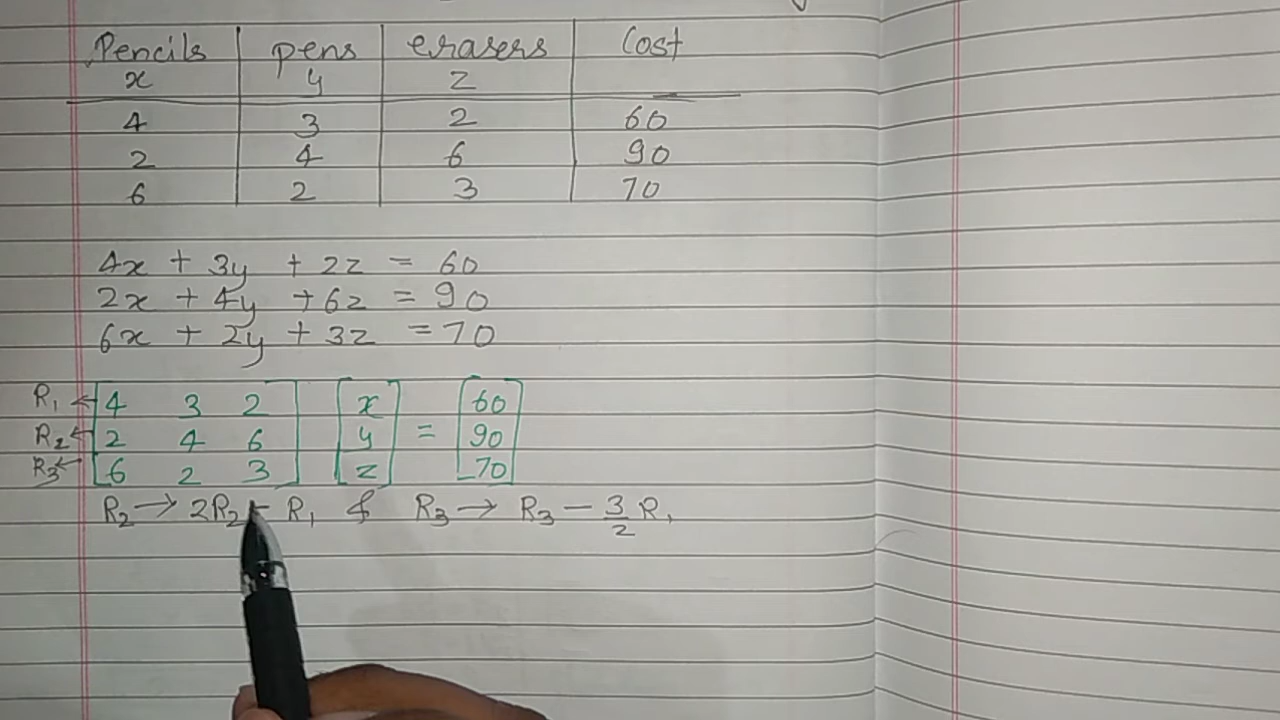 Pencils pens erasers Cost
x y z
4 3 2 60
2 4 6 90
6 2 3 70
4x + 3y + 2z = 60
2x + 4y + 6z = 90
6x + 2y + 3z = 70
R₁ ← [4 3 2] [x] [60]
R₂ ← [2 4 6] [y] = [90]
R₃ ← [6 2 3] [z] [70]
R₂ → 2R₂ - R₁ & R₃ → R₃ - 3/2 R₁